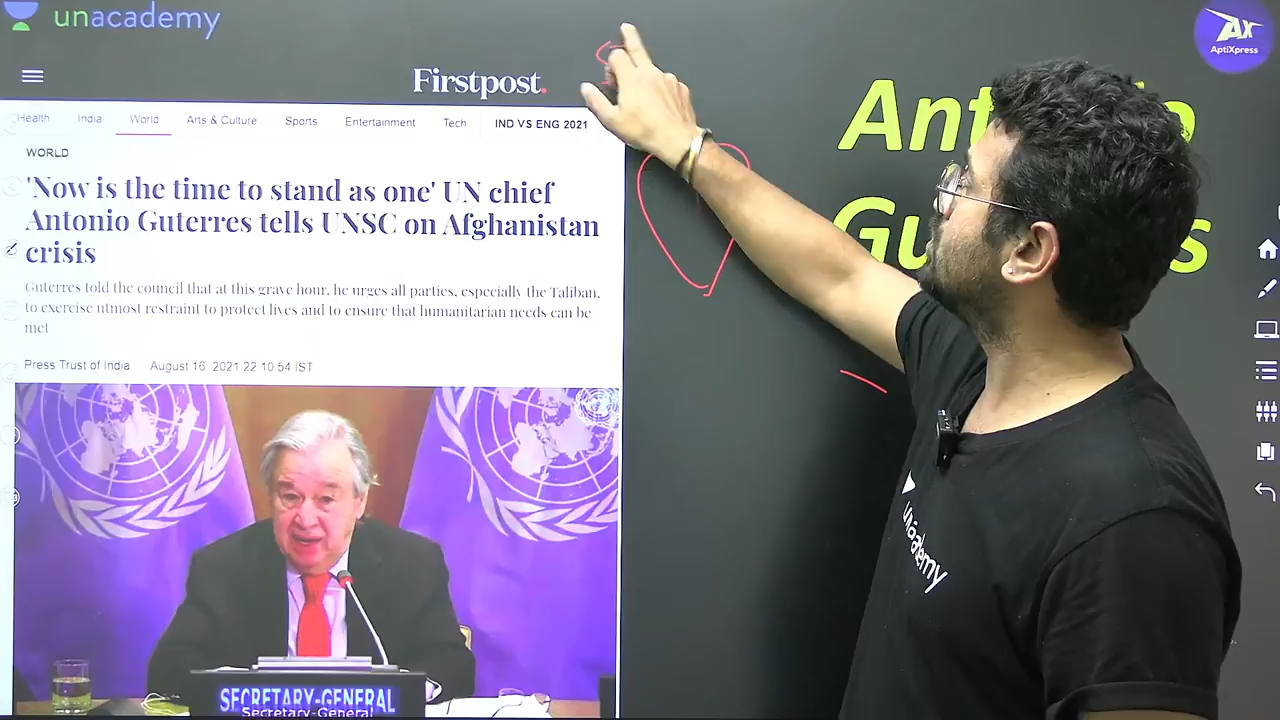 unacademy
AX
AptiXpress
Firstpost.
Health India World Arts & Culture Sports Entertainment Tech IND VS ENG 2021
WORLD
'Now is the time to stand as one' UN chief
Antonio Guterres tells UNSC on Afghanistan
crisis
Guterres told the council that at this grave hour, he urges all parties, especially the Taliban,
to exercise utmost restraint to protect lives and to ensure that humanitarian needs can be
met
Press Trust of India August 16 2021 22 10 54 IST
SECRETARY-GENERAL
Secretary-General
unacademy